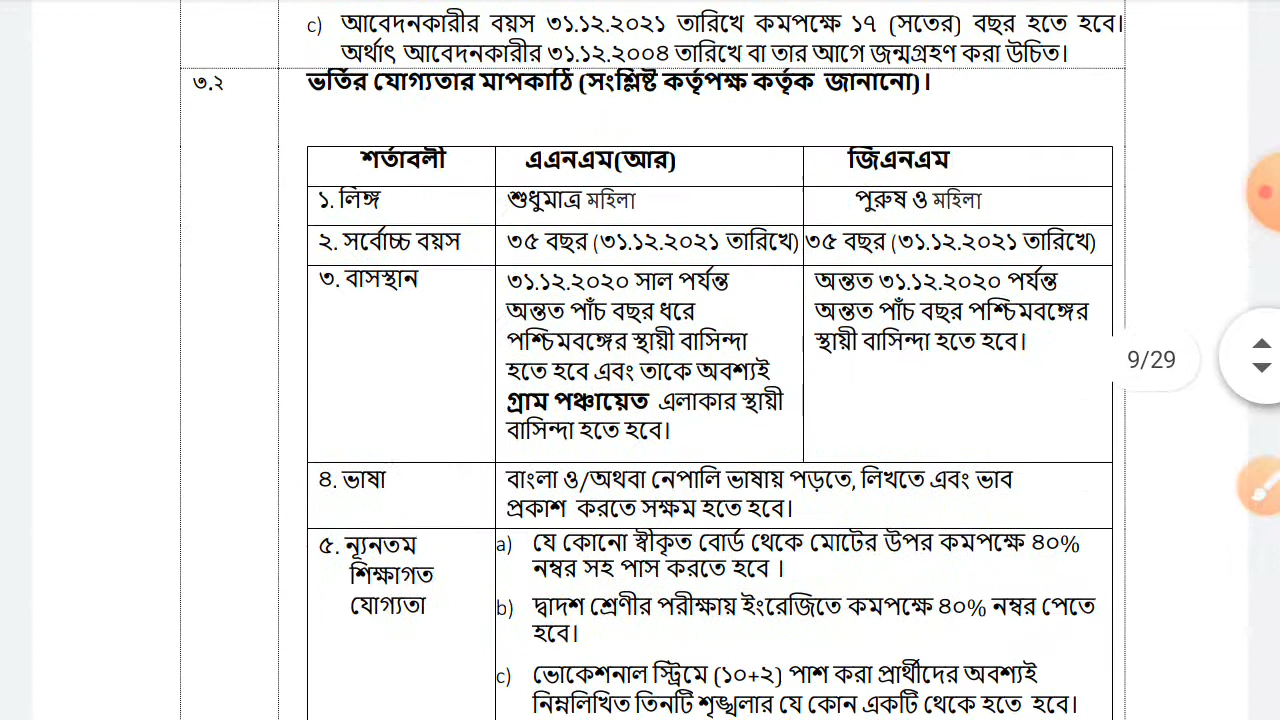 c) আবেদনকারীর বয়স ৩১.১২.২০২১ তারিখে কমপক্ষে ১৭ (সতের) বছর হতে হবে।
অর্থাৎ আবেদনকারীর ৩১.১২.২০০৪ তারিখে বা তার আগে জন্মগ্রহণ করা উচিত।
৩.২ ভর্তির যোগ্যতার মাপকাঠি (সংশ্লিষ্ট কর্তৃপক্ষ কর্তৃক জানানো)।
শর্তাবলী এএনএম(আর) জিএনএম
১. লিঙ্গ শুধুমাত্র মহিলা পুরুষ ও মহিলা
২. সর্বোচ্চ বয়স ৩৫ বছর (৩১.১২.২০২১ তারিখে) ৩৫ বছর (৩১.১২.২০২১ তারিখে)
৩. বাসস্থান ৩১.১২.২০২০ সাল পর্যন্ত অন্তত ৩১.১২.২০২০ পর্যন্ত
অন্তত পাঁচ বছর ধরে অন্তত পাঁচ বছর পশ্চিমবঙ্গের
পশ্চিমবঙ্গের স্থায়ী বাসিন্দা স্থায়ী বাসিন্দা হতে হবে।
হতে হবে এবং তাকে অবশ্যই
গ্রাম পঞ্চায়েত এলাকার স্থায়ী
বাসিন্দা হতে হবে।
9/29
৪. ভাষা বাংলা ও/অথবা নেপালি ভাষায় পড়তে, লিখতে এবং ভাব
প্রকাশ করতে সক্ষম হতে হবে।
৫. ন্যূনতম a) যে কোনো স্বীকৃত বোর্ড থেকে মোটের উপর কমপক্ষে ৪০%
শিক্ষাগত নম্বর সহ পাস করতে হবে ।
যোগ্যতা b) দ্বাদশ শ্রেণীর পরীক্ষায় ইংরেজিতে কমপক্ষে ৪০% নম্বর পেতে
হবে।
c) ভোকেশনাল স্ট্রিমে (১০+২) পাশ করা প্রার্থীদের অবশ্যই
নিম্নলিখিত তিনটি শৃঙ্খলার যে কোন একটি থেকে হতে হবে।